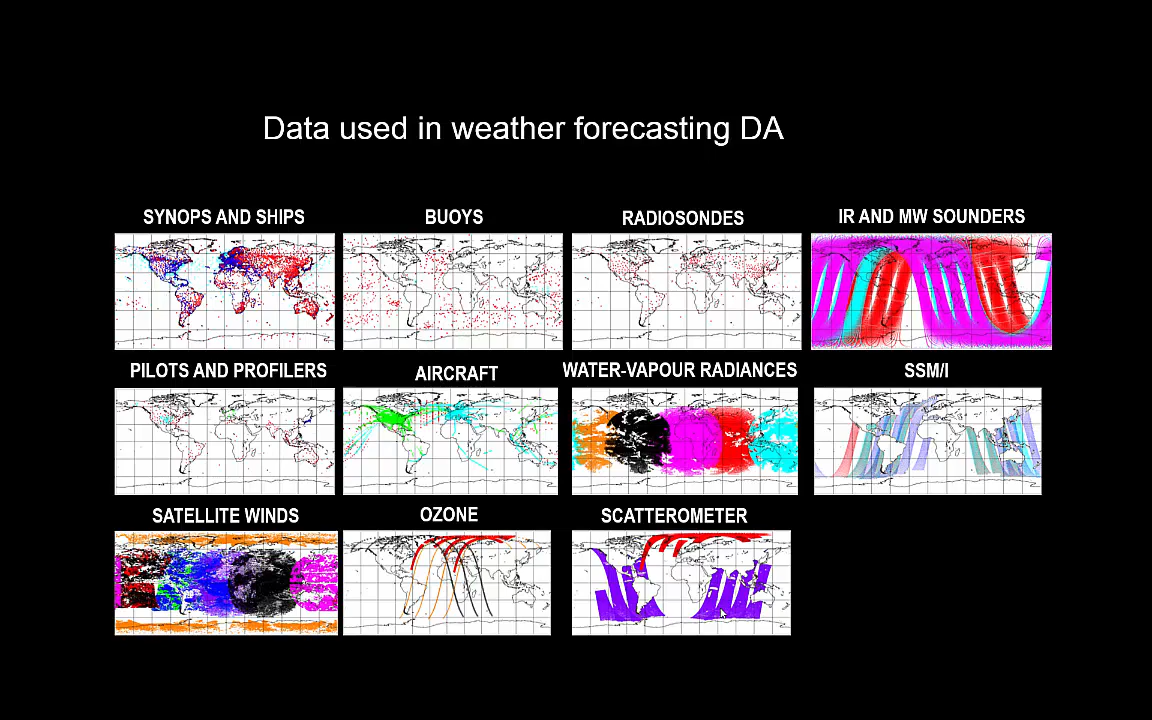 Data used in weather forecasting DA
SYNOPS AND SHIPS
BUOYS
RADIOSONDES
IR AND MW SOUNDERS
PILOTS AND PROFILERS
AIRCRAFT
WATER-VAPOUR RADIANCES
SSM/I
SATELLITE WINDS
OZONE
SCATTEROMETER